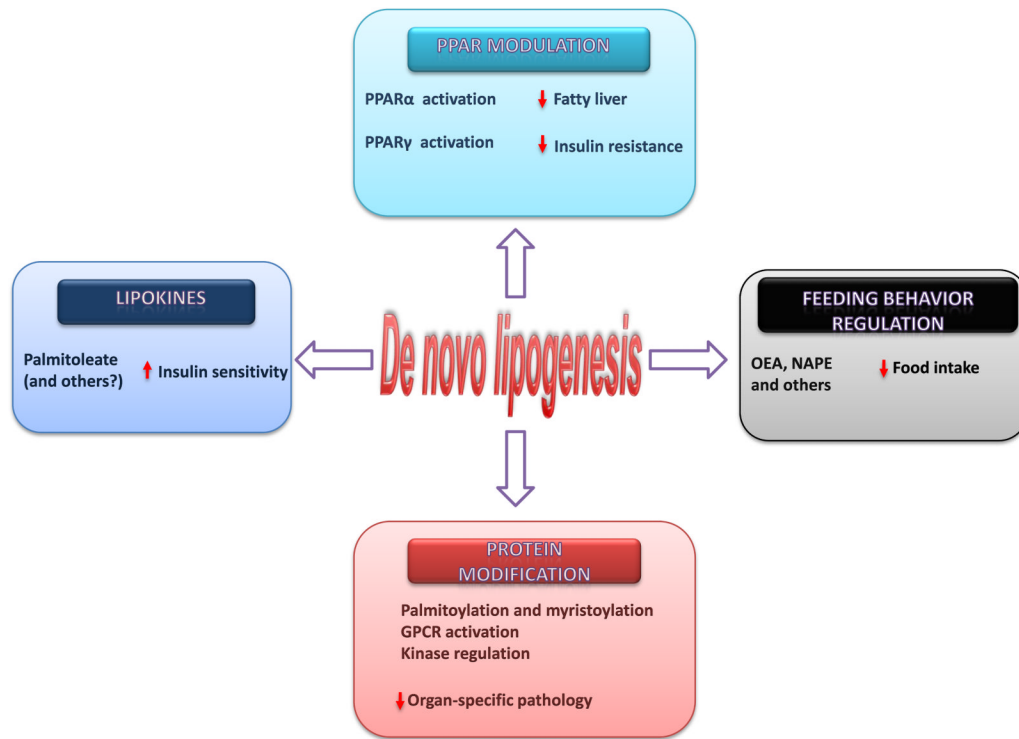 PPAR MODULATION
PPARα activation ↓ Fatty liver
PPARγ activation ↓ Insulin resistance
LIPOKINES
Palmitoleate
(and others?) ↑ Insulin sensitivity
De novo lipogenesis
FEEDING BEHAVIOR
REGULATION
OEA, NAPE
and others ↓ Food intake
PROTEIN
MODIFICATION
Palmitoylation and myristoylation
GPCR activation
Kinase regulation
↓ Organ-specific pathology